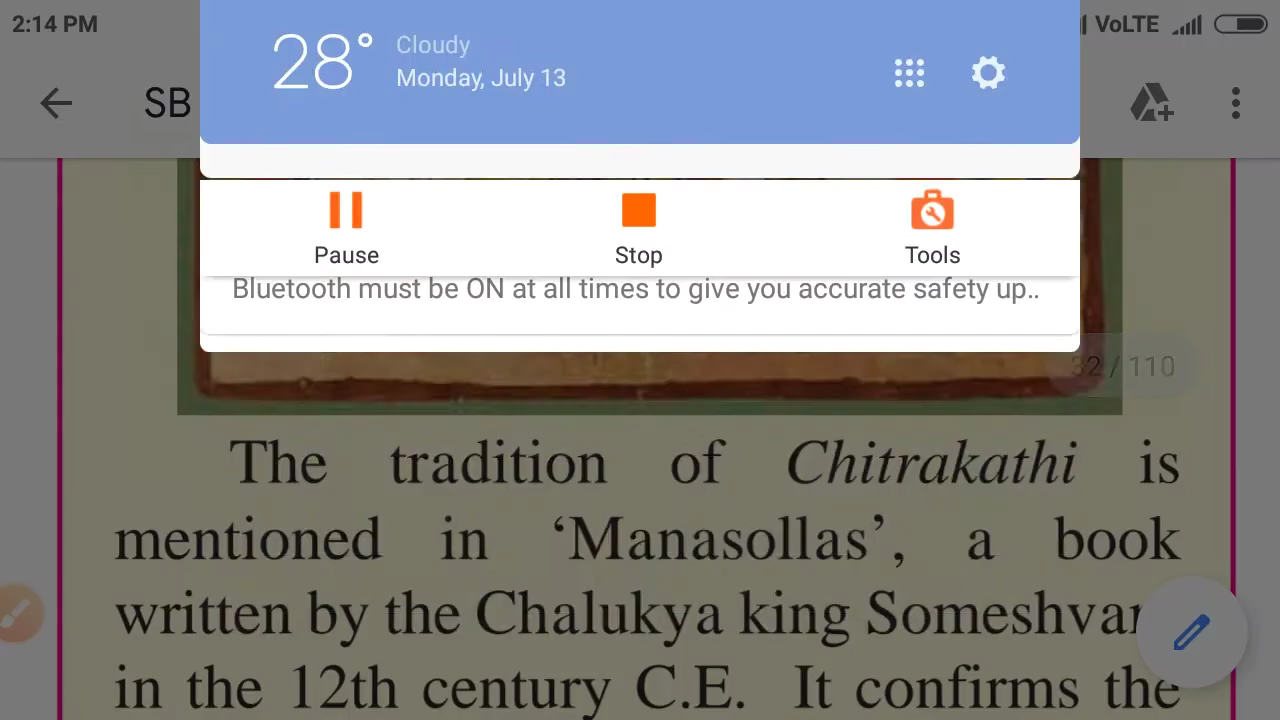 2:14 PM
28° Cloudy
Monday, July 13
VoLTE
SB
Pause Stop Tools
Bluetooth must be ON at all times to give you accurate safety up..
32 / 110
The tradition of Chitrakathi is
mentioned in ‘Manasollas’, a book
written by the Chalukya king
in the 12th century C.E. It confirms the